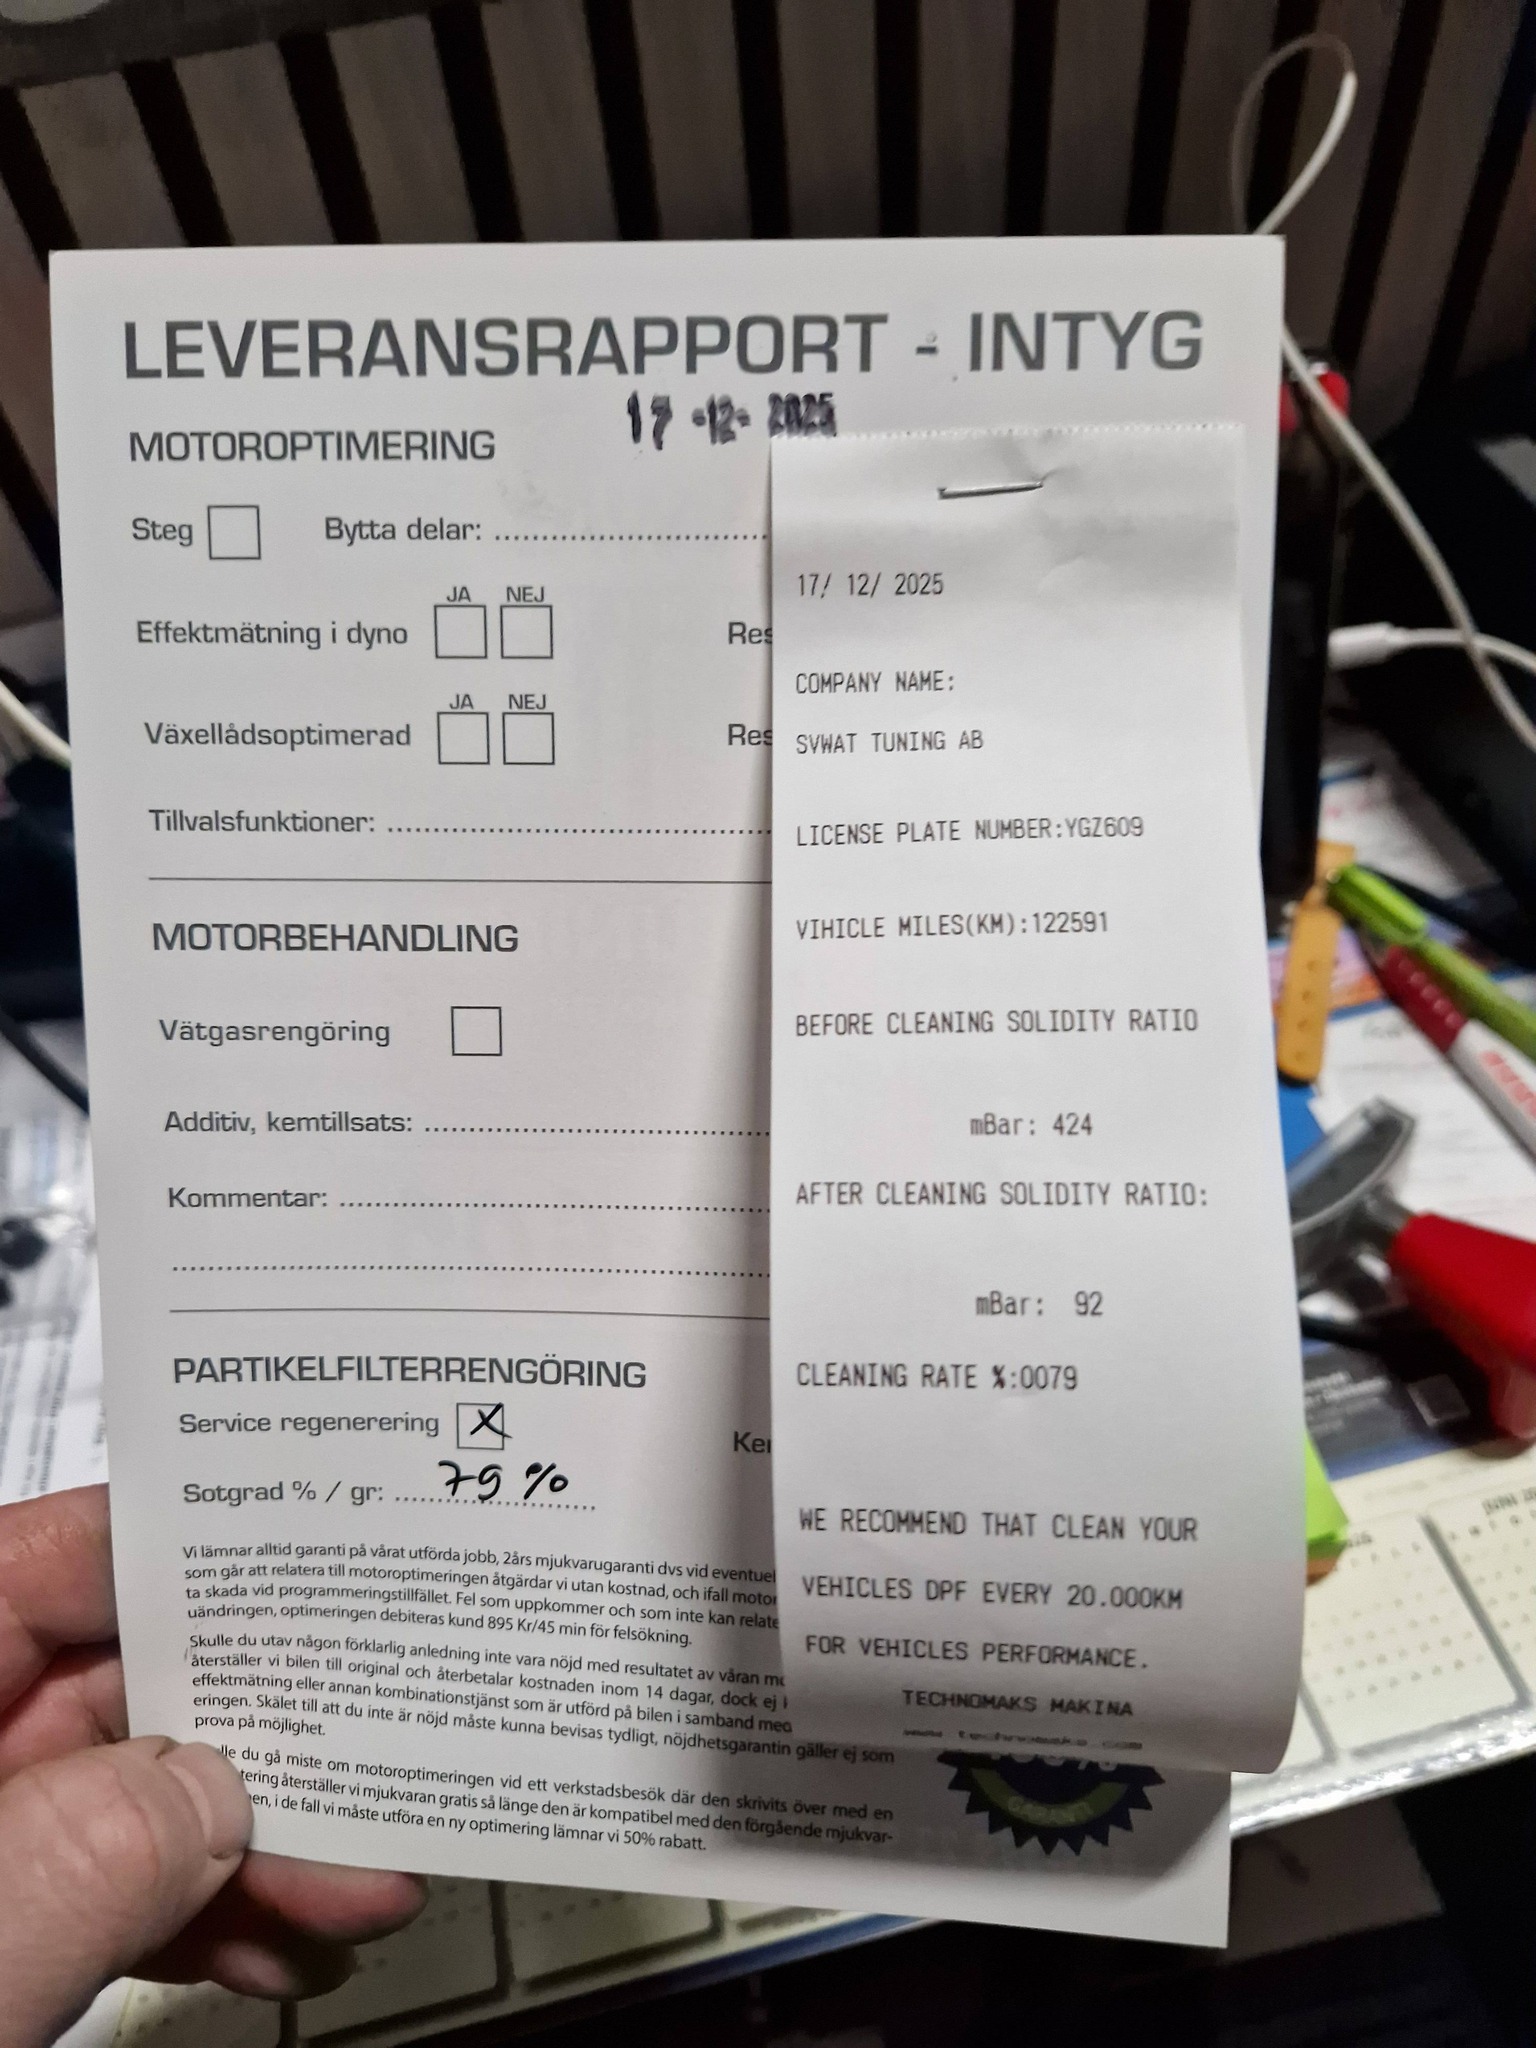 LEVERANSRAPPORT - INTYG
17 -12- 2025
MOTOROPTIMERING
Steg
Bytta delar:
JA NEJ
Effektmätning i dyno
Res
JA NEJ
Växellådsoptimerad
Res
Tillvalsfunktioner:
MOTORBEHANDLING
Vätgasrengöring
Additiv, kemtillsats:
Kommentar:
PARTIKELFILTERRENGÖRING
Service regenerering X
Ker
Sotgrad % / gr: 79 %
Vi lämnar alltid garanti på vårat utförda jobb, 2års mjukvarugaranti dvs vid eventuel
som går att relatera till motoroptimeringen åtgärdar vi utan kostnad, och ifall motor
ta skada vid programmeringstillfället. Fel som uppkommer och som inte kan relate
uändringen, optimeringen debiteras kund 895 Kr/45 min för felsökning.
Skulle du utav någon förklarlig anledning inte vara nöjd med resultatet av våran mo
återställer vi bilen till original och återbetalar kostnaden inom 14 dagar, dock ej
effektmätning eller annan kombinationstjänst som är utförd på bilen i samband med
eringen. Skälet till att du inte är nöjd måste kunna bevisas tydligt, nöjdhetsgarantin gäller ej som
prova på möjlighet.
lle du gå miste om motoroptimeringen vid ett verkstadsbesök där den skrivits över med en
tering återställer vi mjukvaran gratis så länge den är kompatibel med den förgående mjukvar-
en, i de fall vi måste utföra en ny optimering lämnar vi 50% rabatt.
17/ 12/ 2025
COMPANY NAME:
SVWAT TUNING AB
LICENSE PLATE NUMBER:YGZ609
VIHICLE MILES(KM):122591
BEFORE CLEANING SOLIDITY RATIO
mBar: 424
AFTER CLEANING SOLIDITY RATIO:
mBar: 92
CLEANING RATE %:0079
WE RECOMMEND THAT CLEAN YOUR
VEHICLES DPF EVERY 20.000KM
FOR VEHICLES PERFORMANCE.
TECHNOMAKS MAKINA
GARANTI